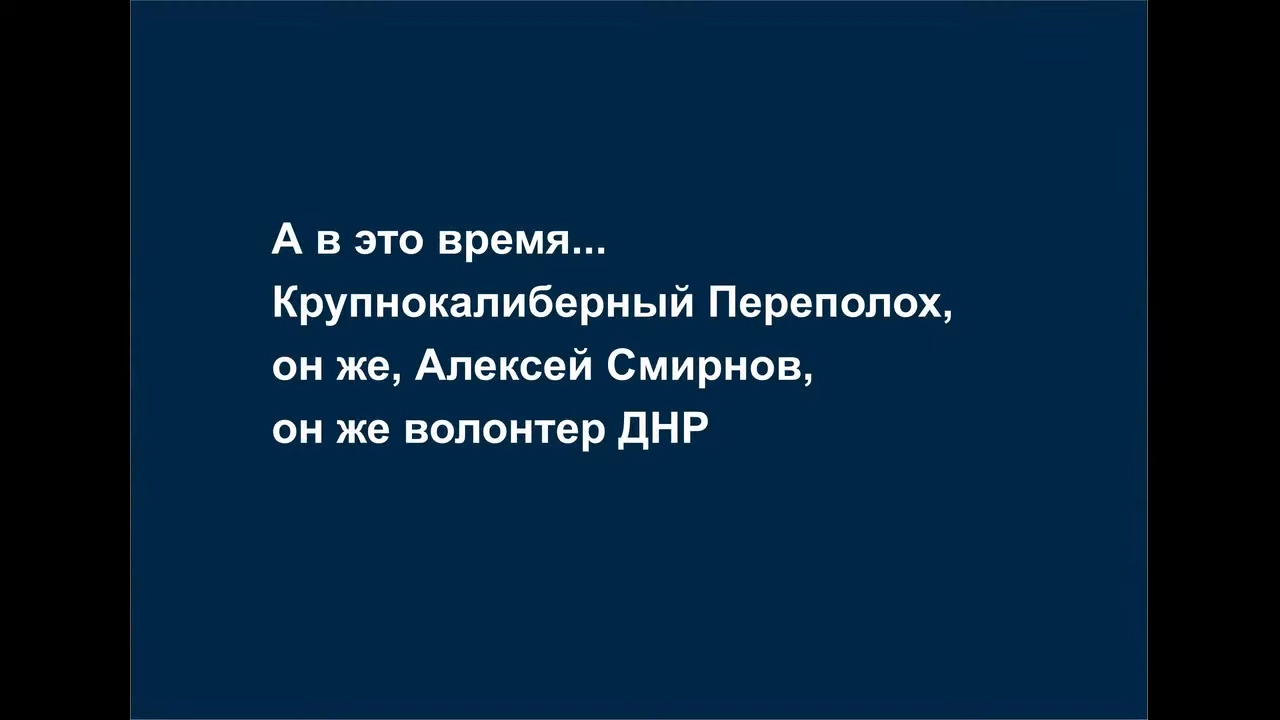 А в это время...
Крупнокалиберный Переполох,
он же, Алексей Смирнов,
он же волонтер ДНР